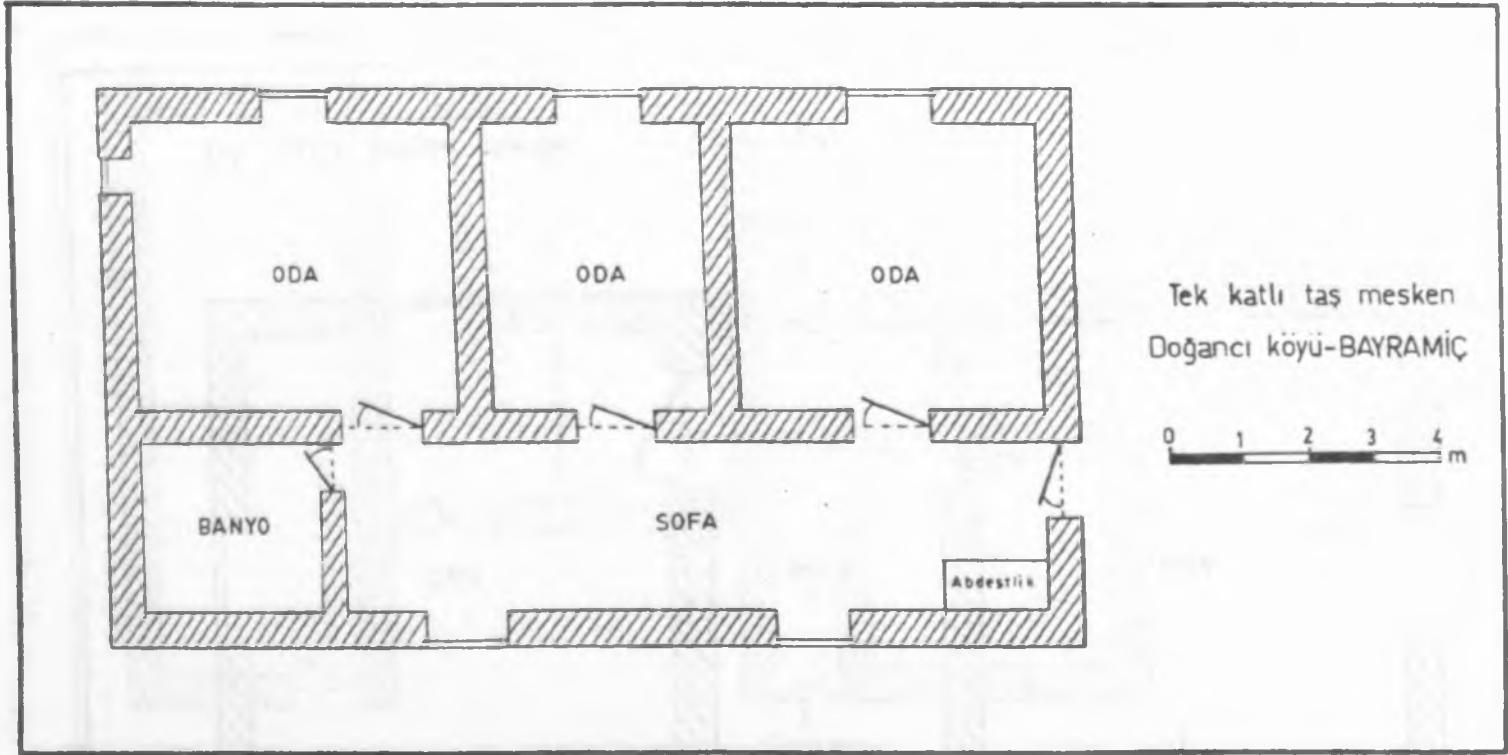 ODA
ODA
ODA
BANYO
SOFA
Abdestlik
Tek katlı taş mesken
Doğancı köyü-BAYRAMİÇ
0 1 2 3 4
m